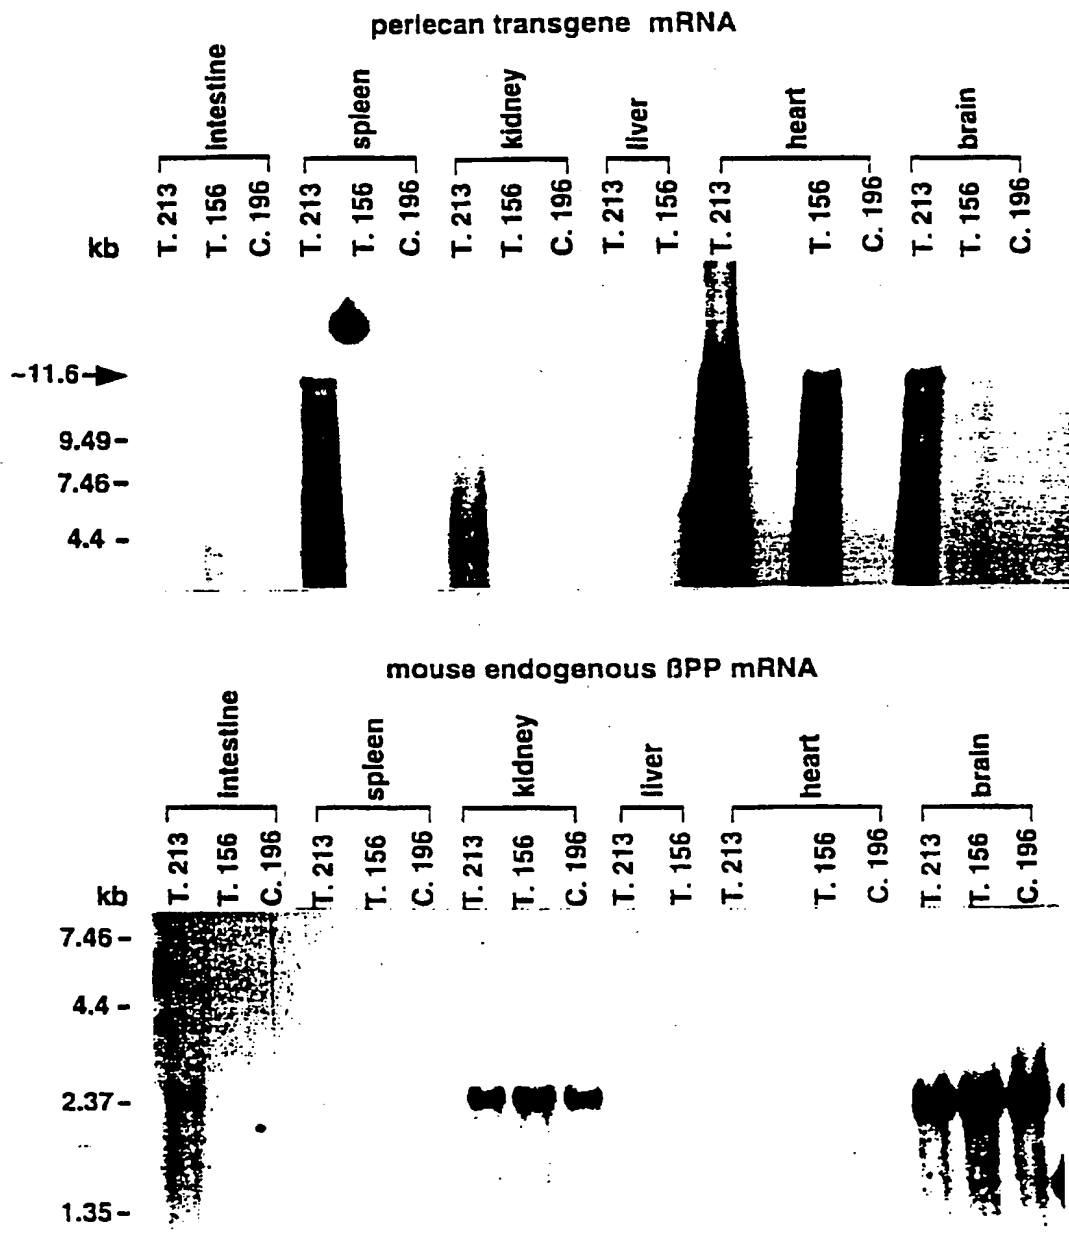 perlecan transgene mRNA
intestine spleen kidney liver heart brain
kb T. 213 T. 156 C. 196 T. 213 T. 156 C. 196 T. 213 T. 156 C. 196 T. 213 T. 156 T. 213 T. 156 C. 196 T. 213 T. 156 C. 196
~11.6
9.49-
7.46-
4.4 -
mouse endogenous ßPP mRNA
intestine spleen kidney liver heart brain
kb T. 213 T. 156 C. 196 T. 213 T. 156 C. 196 T. 213 T. 156 C. 196 T. 213 T. 156 T. 213 T. 156 C. 196 T. 213 T. 156 C. 196
7.46-
4.4 -
2.37-
1.35-